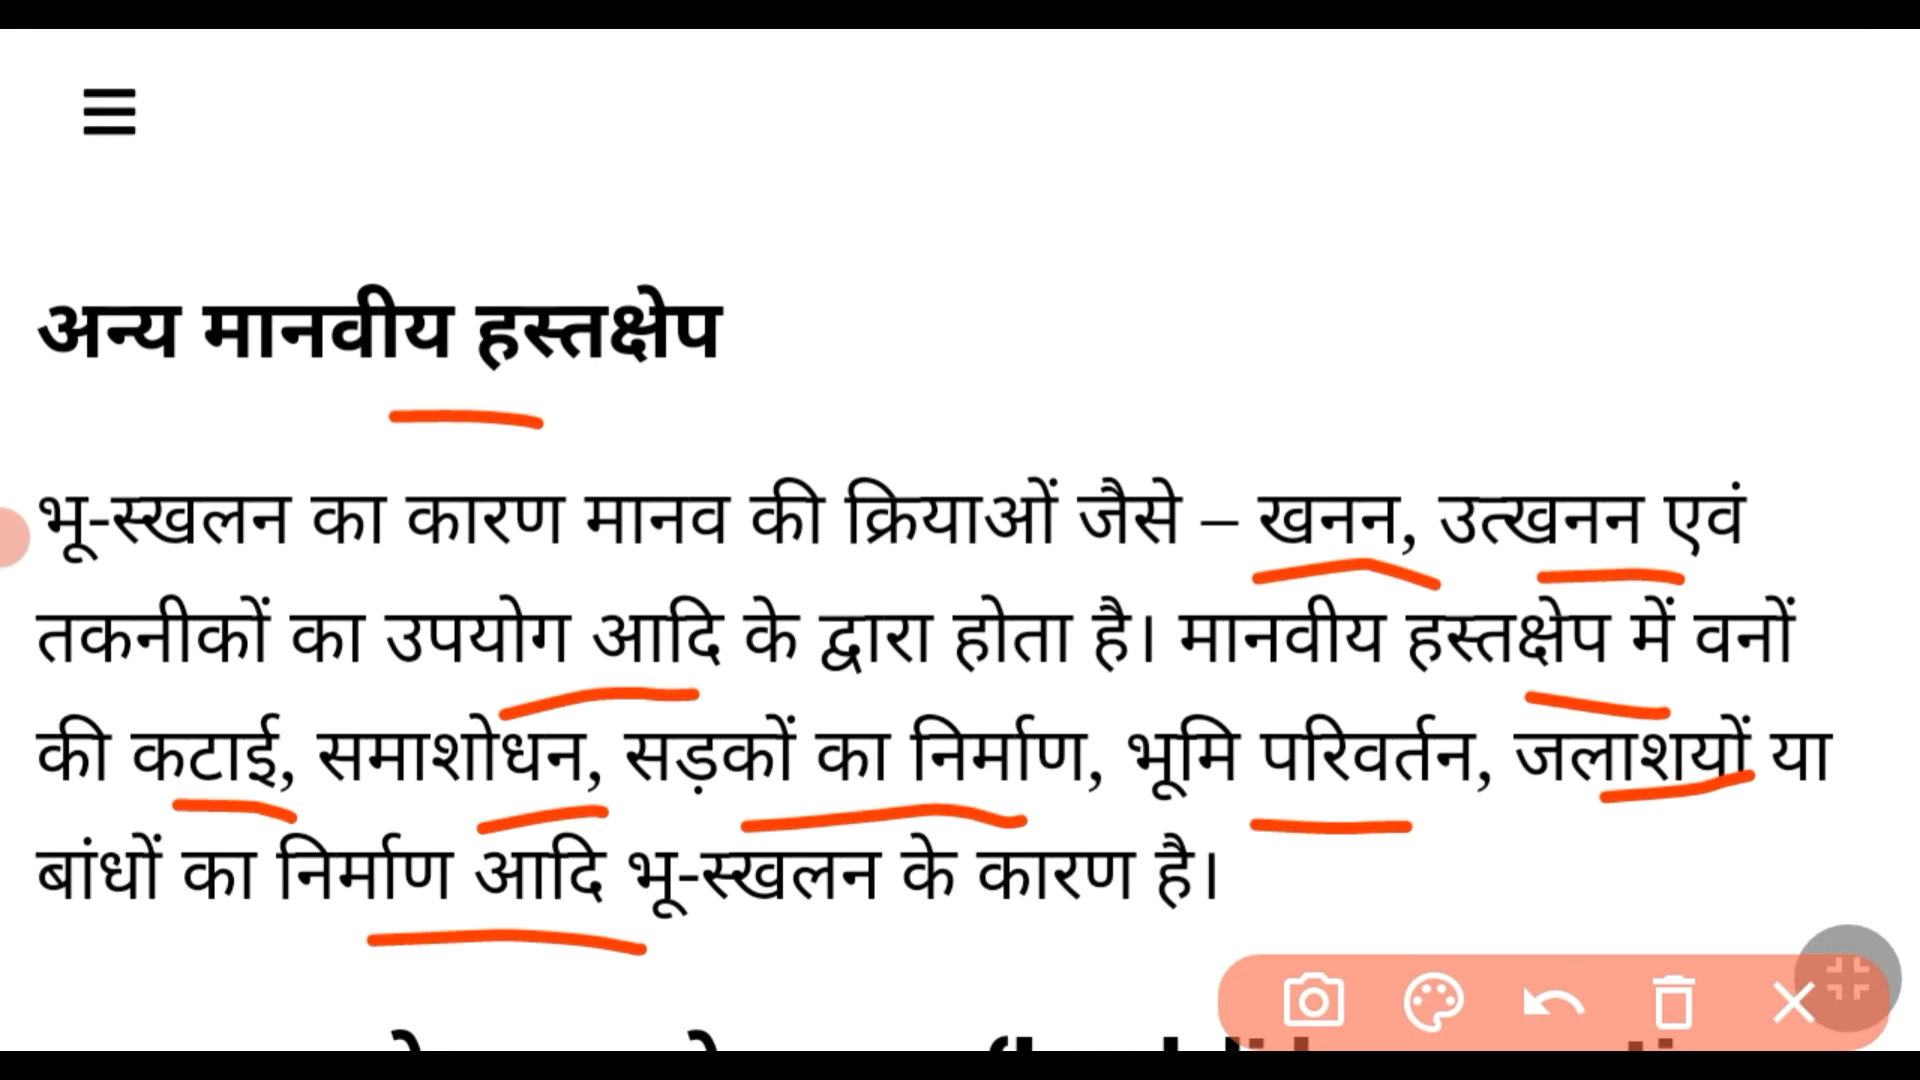 अन्य मानवीय हस्तक्षेप
भू-स्खलन का कारण मानव की क्रियाओं जैसे – खनन, उत्खनन एवं
तकनीकों का उपयोग आदि के द्वारा होता है। मानवीय हस्तक्षेप में वनों
की कटाई, समाशोधन, सड़कों का निर्माण, भूमि परिवर्तन, जलाशयों या
बांधों का निर्माण आदि भू-स्खलन के कारण है।